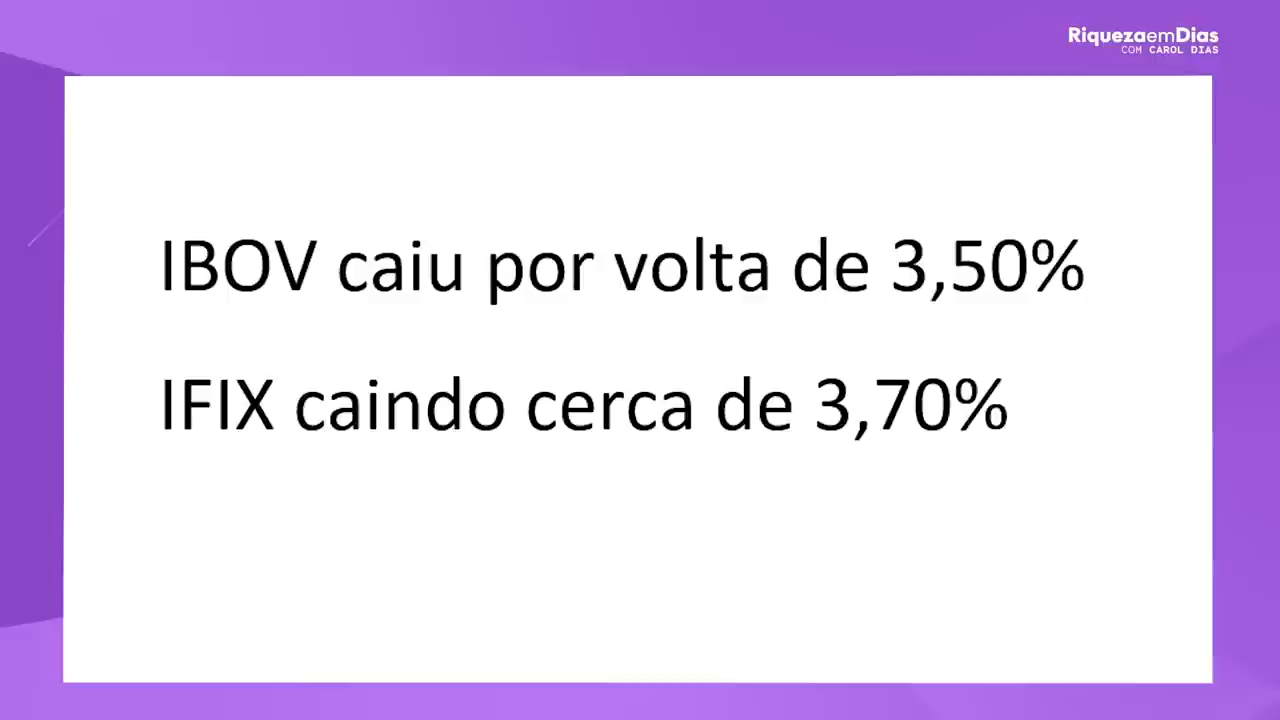 RiquezaemDias
COM CAROL DIAS
IBOV caiu por volta de 3,50%
IFIX caindo cerca de 3,70%